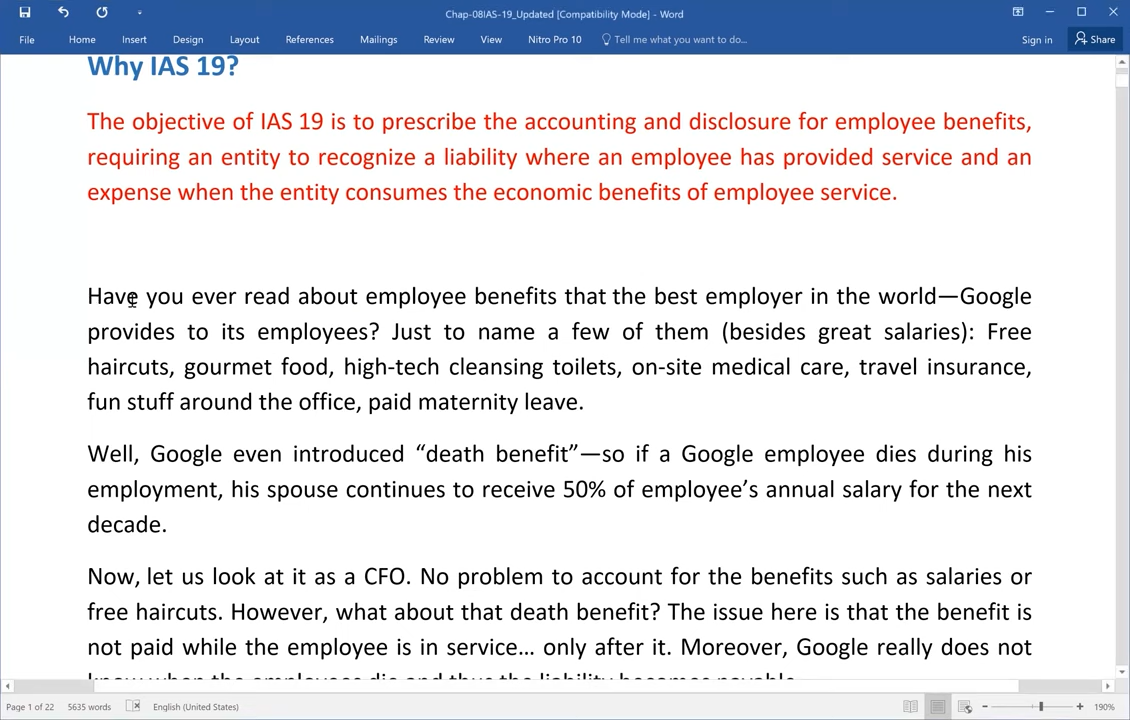 Chap-08IAS-19_Updated [Compatibility Mode] - Word
File Home Insert Design Layout References Mailings Review View Nitro Pro 10 Tell me what you want to do... Sign in Share
Why IAS 19?
The objective of IAS 19 is to prescribe the accounting and disclosure for employee benefits,
requiring an entity to recognize a liability where an employee has provided service and an
expense when the entity consumes the economic benefits of employee service.
Have you ever read about employee benefits that the best employer in the world—Google
provides to its employees? Just to name a few of them (besides great salaries): Free
haircuts, gourmet food, high-tech cleansing toilets, on-site medical care, travel insurance,
fun stuff around the office, paid maternity leave.
Well, Google even introduced “death benefit”—so if a Google employee dies during his
employment, his spouse continues to receive 50% of employee’s annual salary for the next
decade.
Now, let us look at it as a CFO. No problem to account for the benefits such as salaries or
free haircuts. However, what about that death benefit? The issue here is that the benefit is
not paid while the employee is in service… only after it. Moreover, Google really does not
know when the employees die and thus the liability becomes payable.
Page 1 of 22 5635 words English (United States) 190%